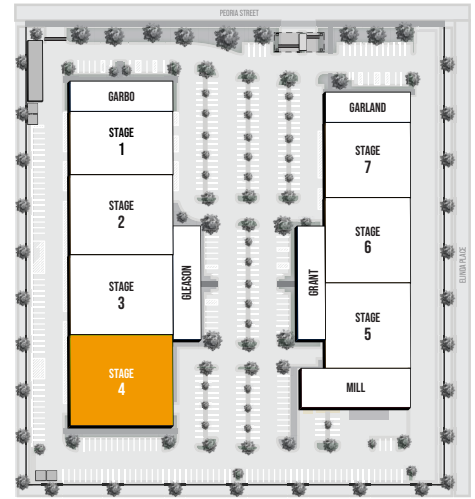 PEORIA STREET
GARBO
STAGE
1
STAGE
2
STAGE
3
STAGE
4
GLEASON
GARLAND
STAGE
7
STAGE
6
STAGE
5
GRANT
MILL
ELINDA PLACE